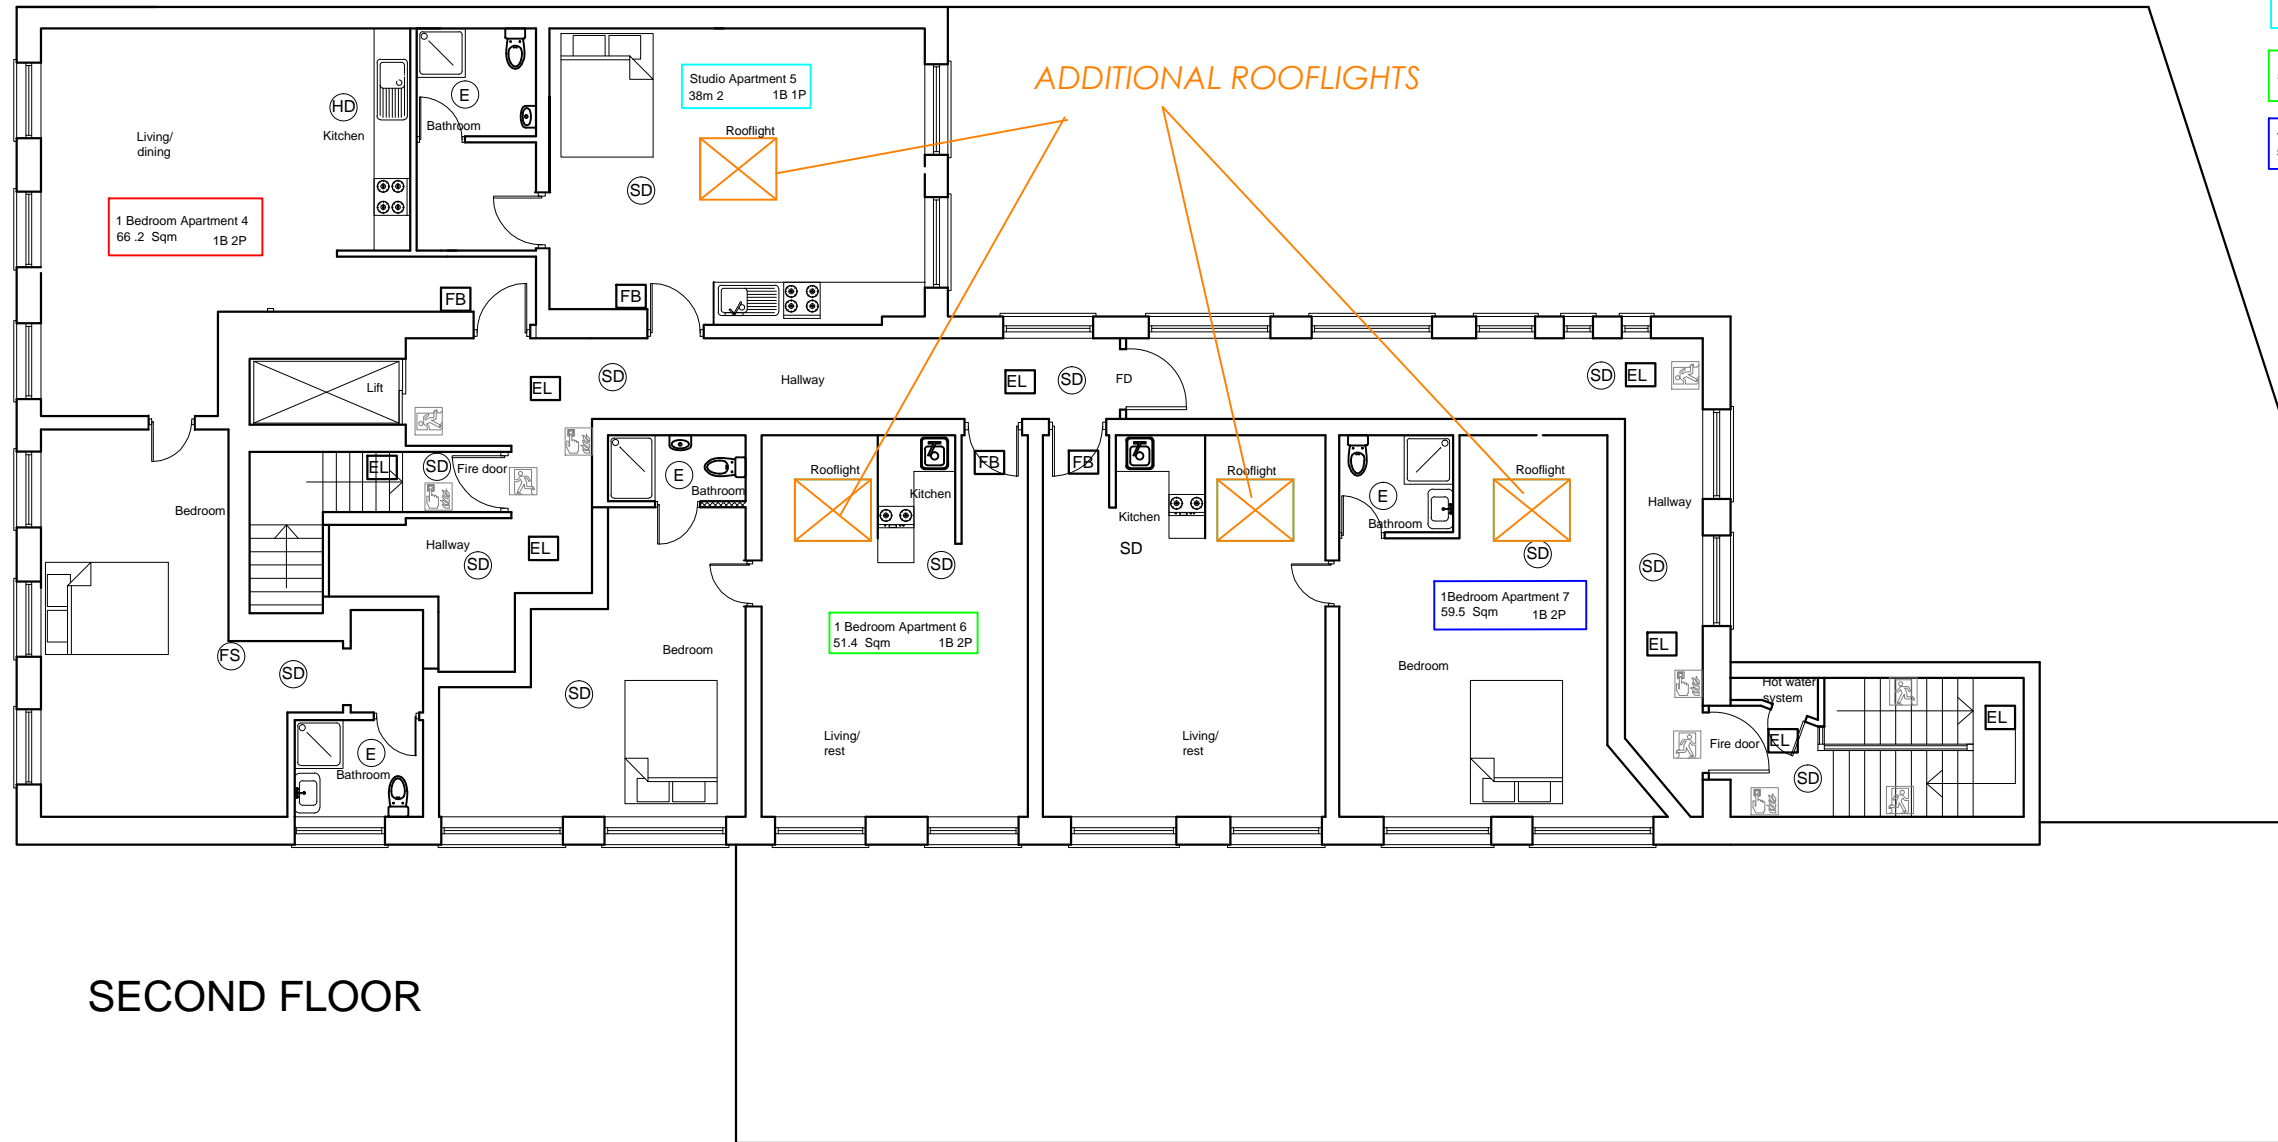 ADDITIONAL ROOFLIGHTS
Studio Apartment 5
38m 2 1B 1P
Rooflight
HD
Kitchen
E
Bathroom
Living/
dining
SD
1 Bedroom Apartment 4
66 .2 Sqm 1B 2P
FB
FB
Lift
EL
SD
Hallway
EL
SD
FD
SD
EL
EL
SD
Fire door
Bedroom
Hallway
SD
EL
E
Bathroom
Rooflight
Kitchen
FB
SD
FB
Kitchen
SD
Rooflight
E
Bathroom
Rooflight
SD
Hallway
SD
1 Bedroom Apartment 6
51.4 Sqm 1B 2P
1Bedroom Apartment 7
59.5 Sqm 1B 2P
FS
SD
Bedroom
SD
Bedroom
EL
Hot water
system
EL
Fire door
EL
SD
E
Bathroom
Living/
rest
Living/
rest
SECOND FLOOR